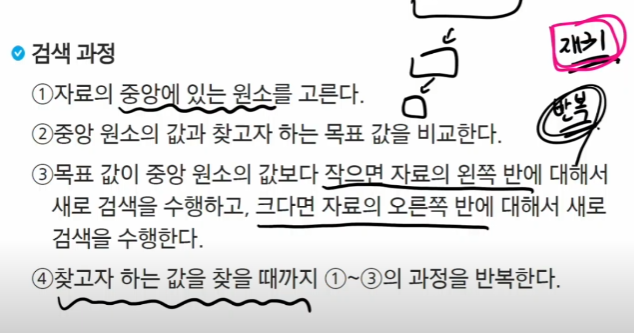 재귀
검색 과정
반복
①자료의 중앙에 있는 원소를 고른다.
②중앙 원소의 값과 찾고자 하는 목표 값을 비교한다.
③목표 값이 중앙 원소의 값보다 작으면 자료의 왼쪽 반에 대해서
새로 검색을 수행하고, 크다면 자료의 오른쪽 반에 대해서 새로
검색을 수행한다.
④찾고자 하는 값을 찾을 때까지 ①~③의 과정을 반복한다.